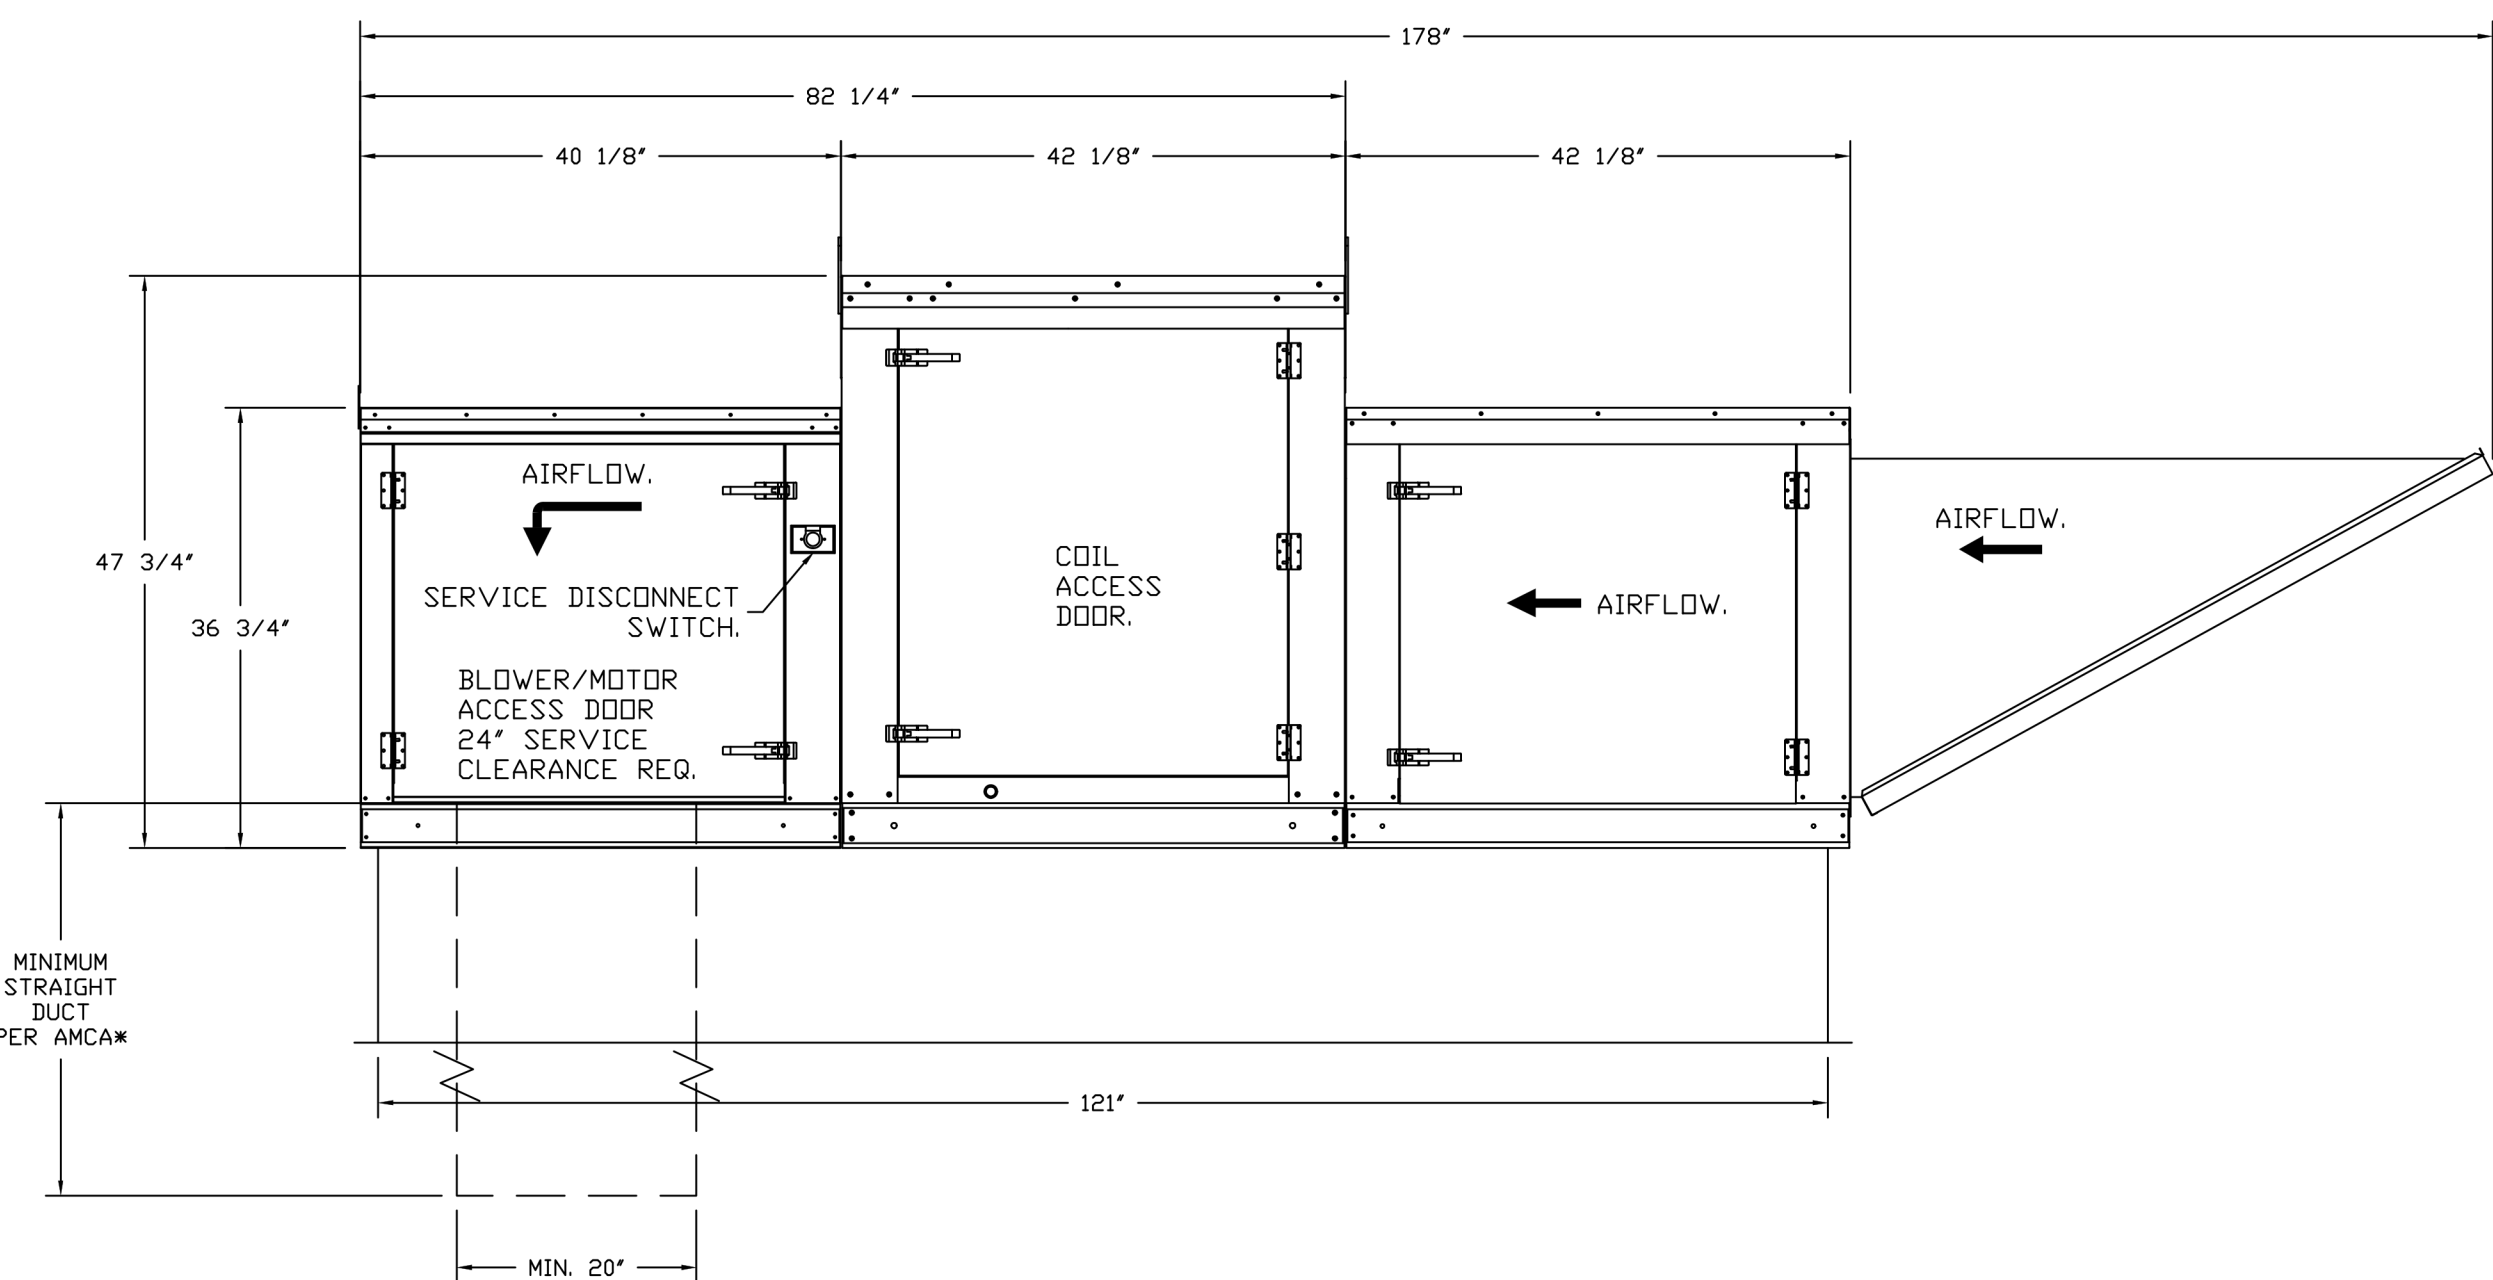 178"
82 1/4"
40 1/8"
42 1/8"
42 1/8"
AIRFLOW.
47 3/4"
36 3/4"
SERVICE DISCONNECT
SWITCH.
BLOWER/MOTOR
ACCESS DOOR
24" SERVICE
CLEARANCE REQ.
COIL
ACCESS
DOOR.
AIRFLOW.
AIRFLOW.
MINIMUM
STRAIGHT
DUCT
PER AMCA*
121"
MIN. 20"